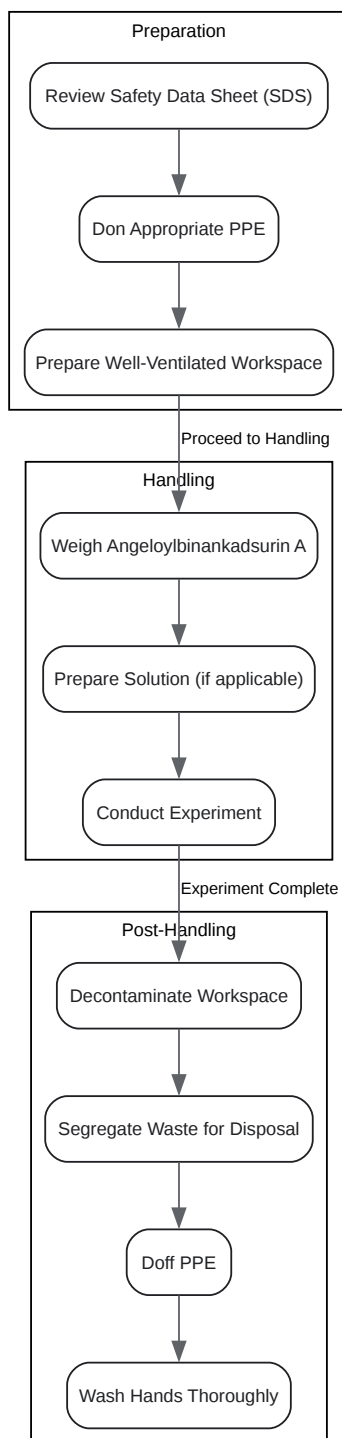 Preparation
Review Safety Data Sheet (SDS)
Don Appropriate PPE
Prepare Well-Ventilated Workspace
Proceed to Handling
Handling
Weigh Angeloylbinankadsurin A
Prepare Solution (if applicable)
Conduct Experiment
Experiment Complete
Post-Handling
Decontaminate Workspace
Segregate Waste for Disposal
Doff PPE
Wash Hands Thoroughly